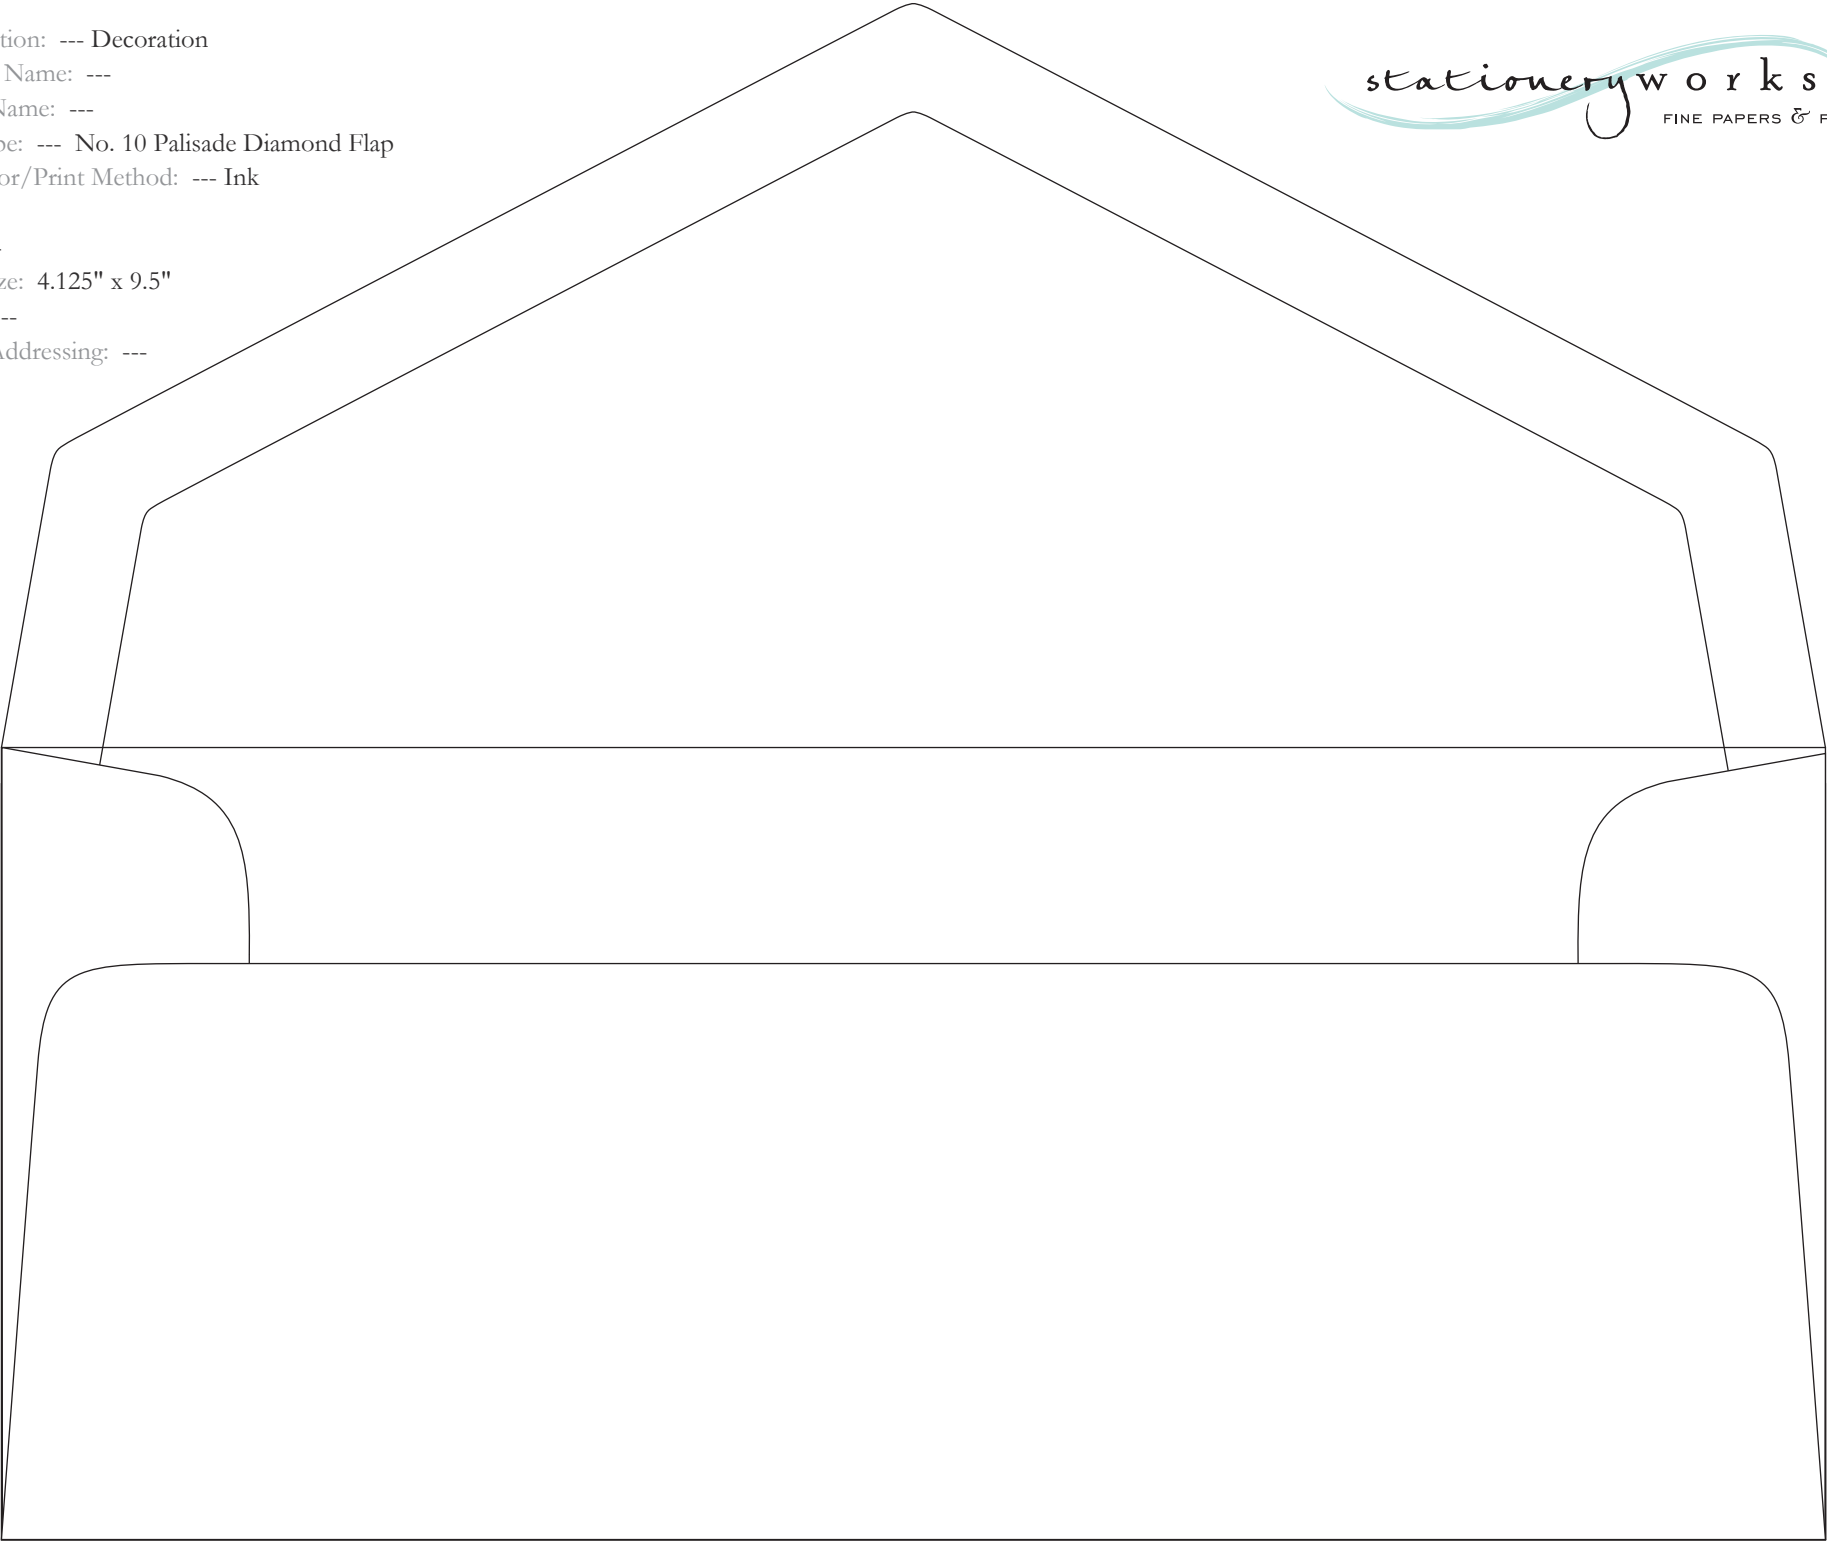 tion: --- Decoration
Name: ---
Name: ---
pe: --- No. 10 Palisade Diamond Flap
or/Print Method: --- Ink
ze: 4.125" x 9.5"
---
Addressing: ---
stationeryworks
FINE PAPERS & P